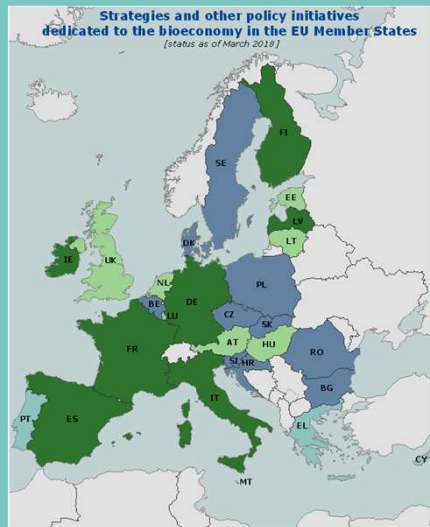 Strategies and other policy initiatives
dedicated to the bioeconomy in the EU Member States
[status as of March 2018]
FI
SE
EE
LV
LT
DK
IE
UK
NL
PL
BE
DE
LU
CZ
SK
FR
AT
HU
SI
HR
RO
BG
IT
PT
ES
EL
MT
CY